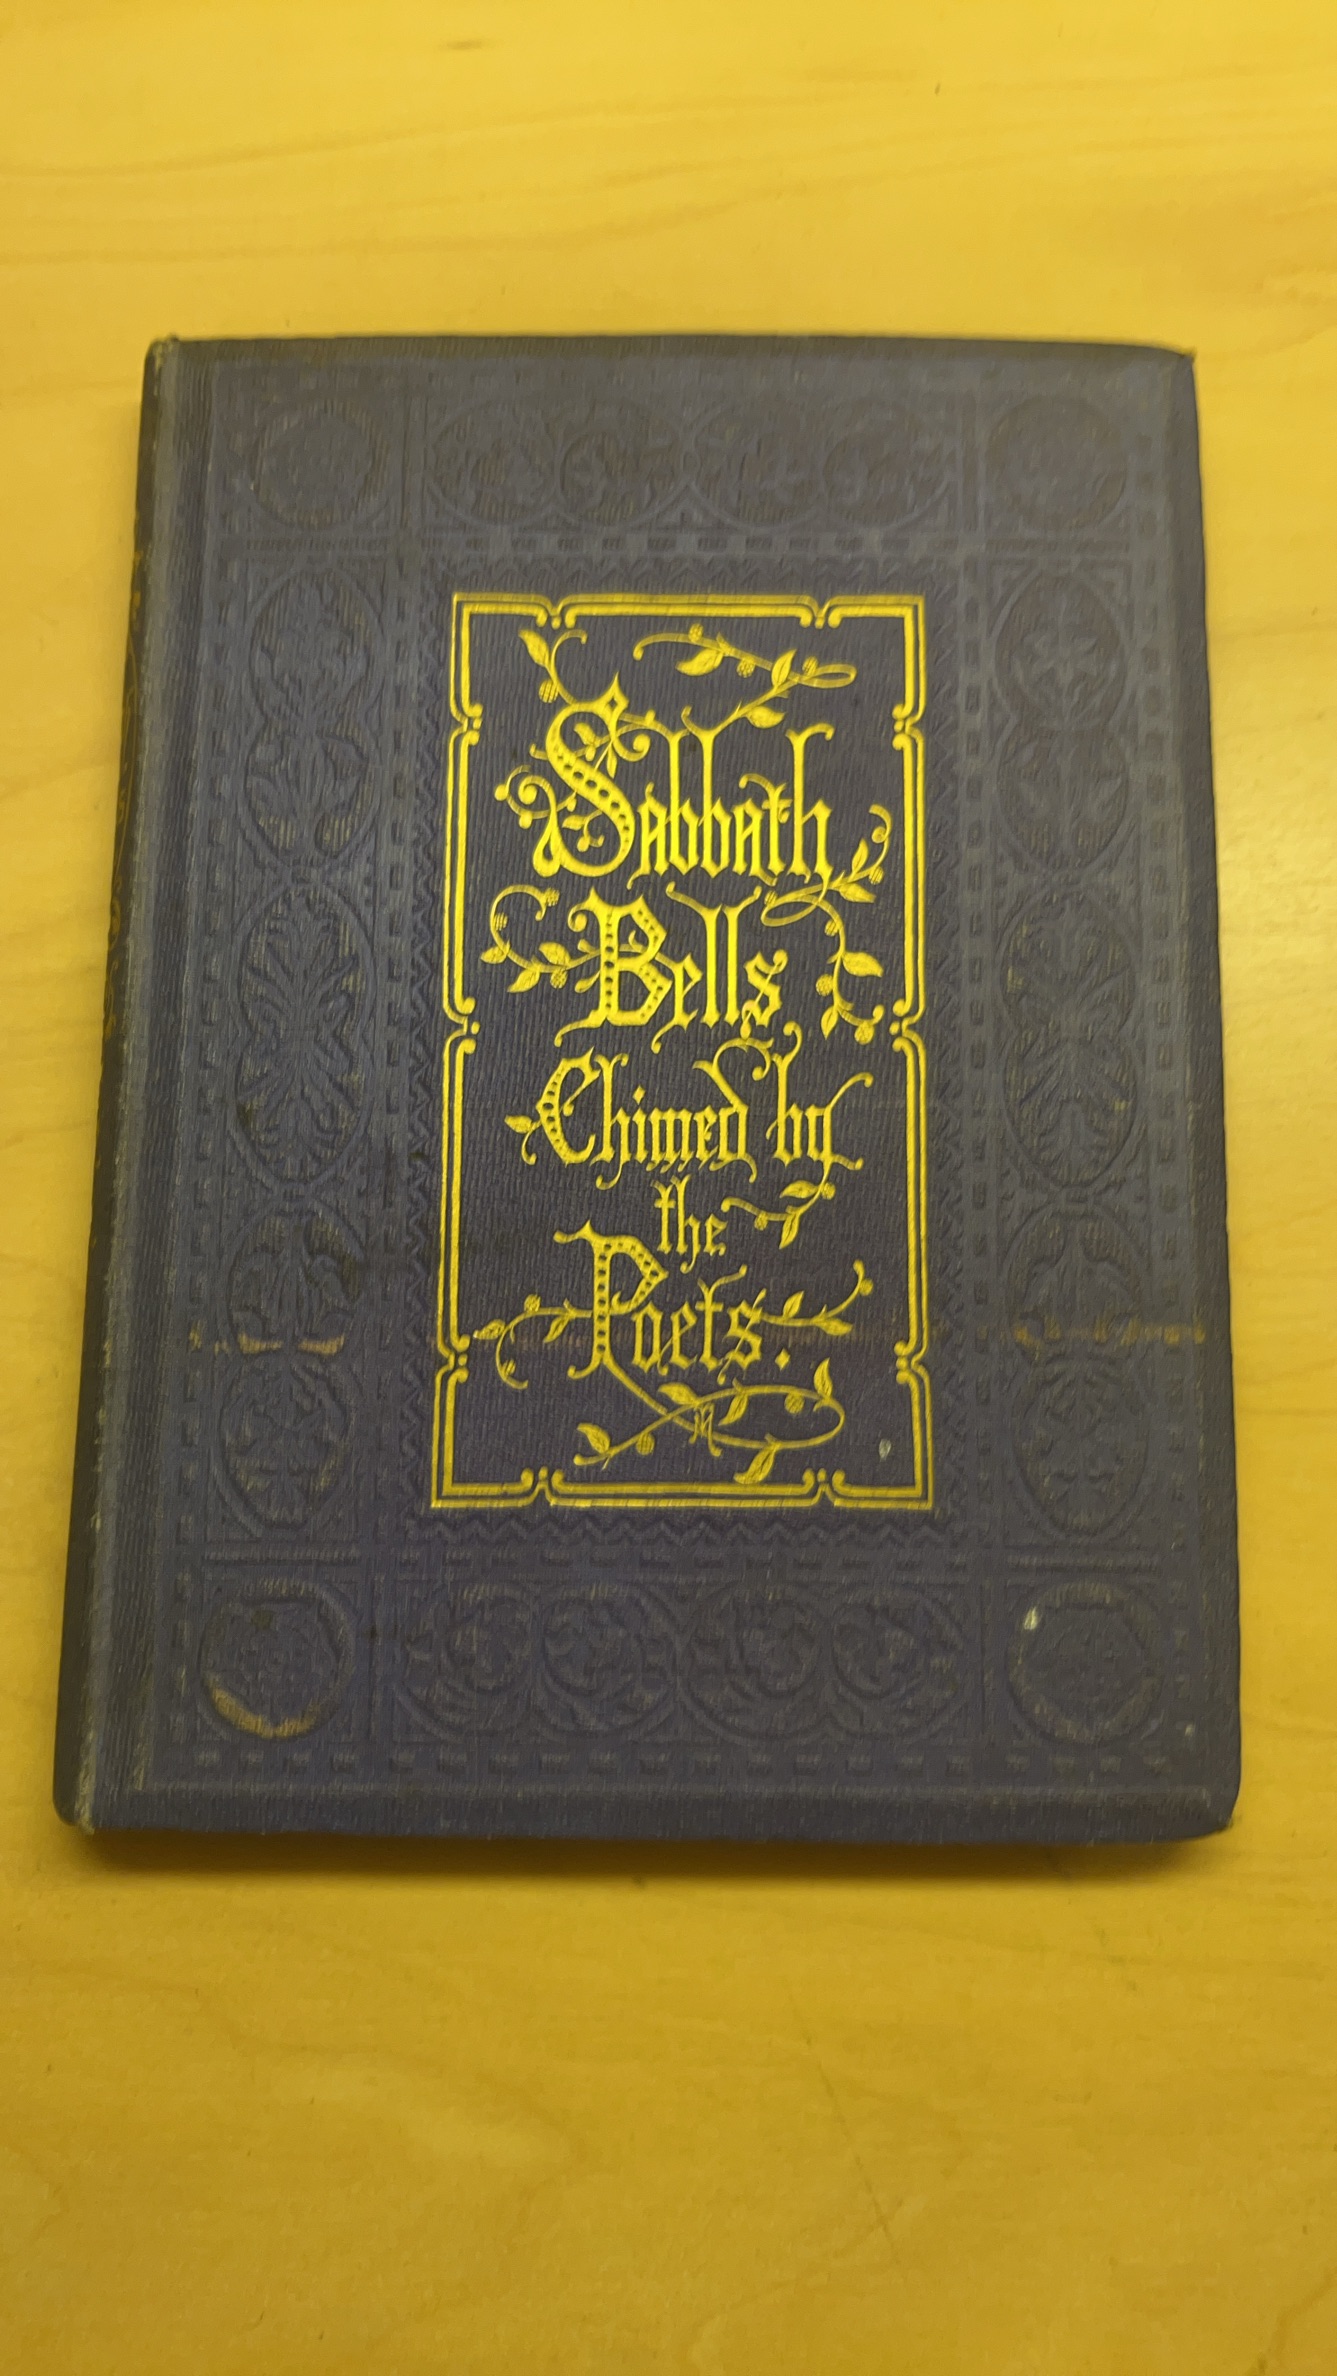 Sabbath
Bells
Chimed by
the
Poets.